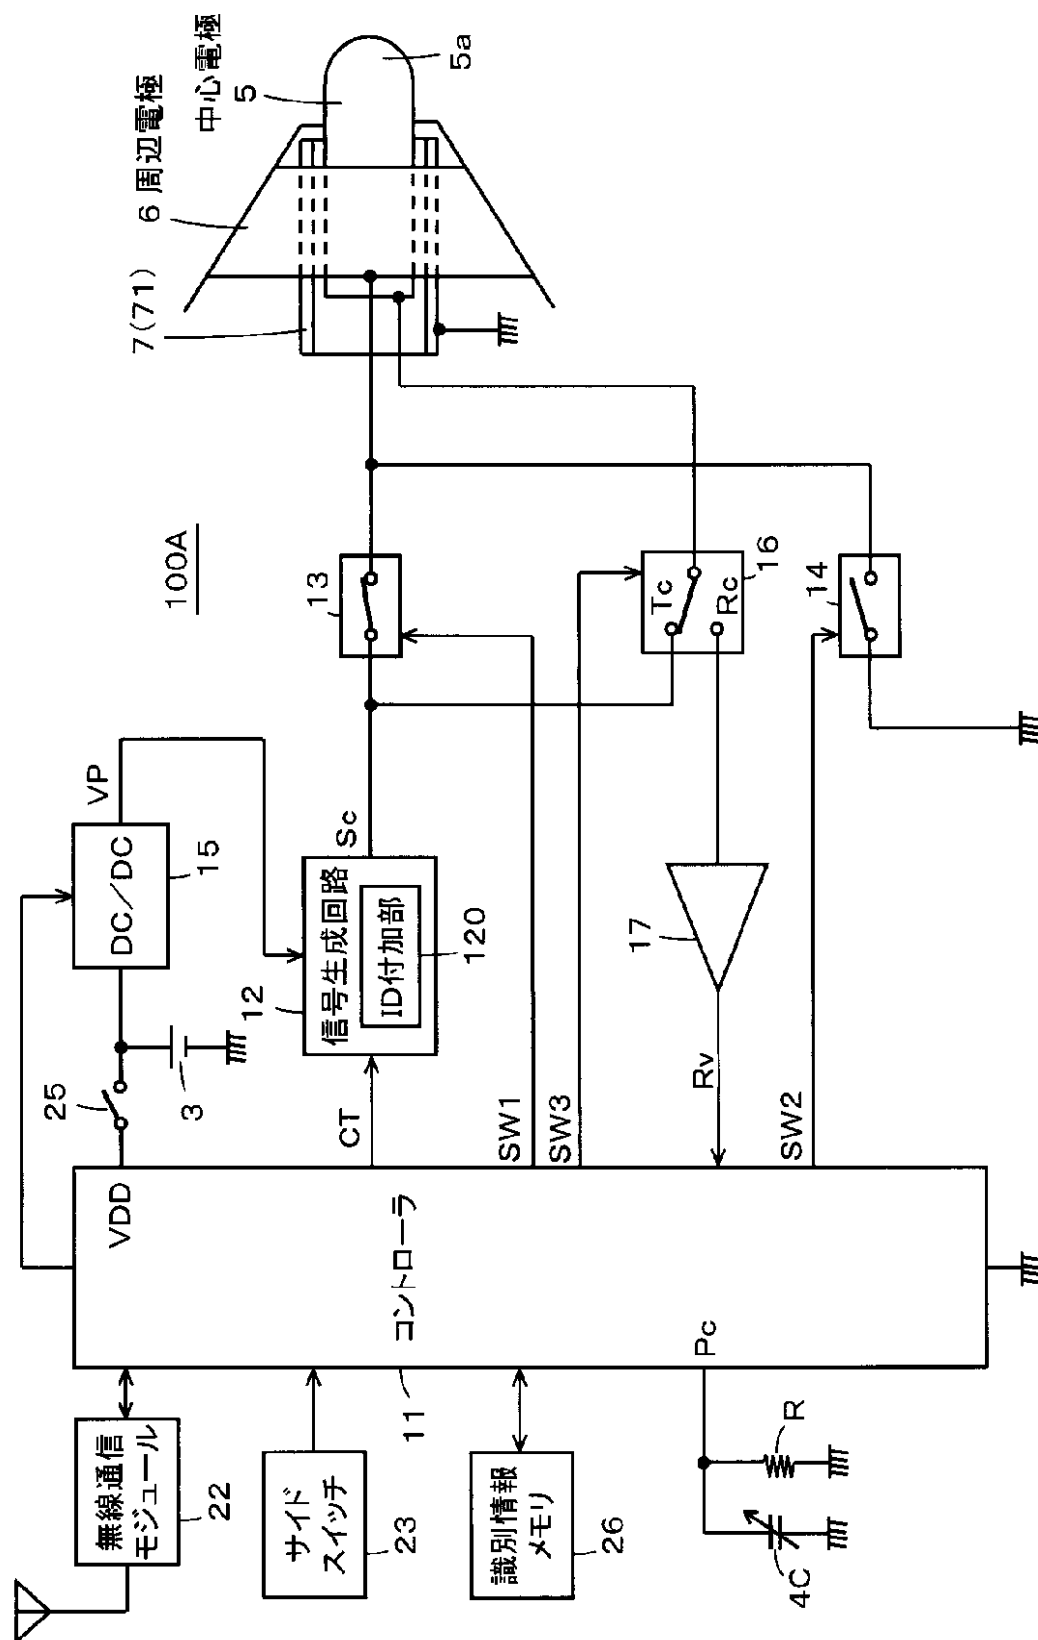 100A
無線通信
モジュール
22
サイド
スイッチ
23
識別情報
メモリ
26
4C
R
コントローラ
11
VDD
Pc
CT
SW1
SW3
Rv
SW2
25
3
DC/DC
15
VP
信号生成回路
12
ID付加部
120
Sc
13
Tc
Rc
16
14
17
7(71)
6 周辺電極
中心電極
5
5a